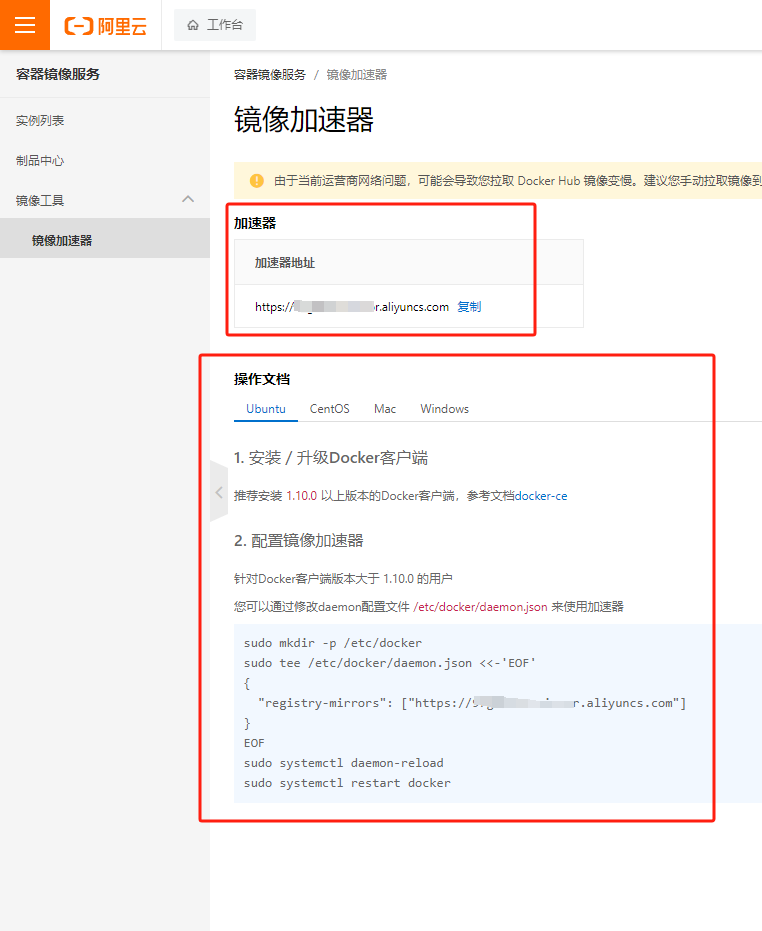 阿里云
工作台
容器镜像服务
实例列表
制品中心
镜像工具
镜像加速器
容器镜像服务 / 镜像加速器
镜像加速器
由于当前运营商网络问题，可能会导致您拉取 Docker Hub 镜像变慢。建议您手动拉取镜像到
加速器
加速器地址
https:// r.aliyuncs.com 复制
操作文档
Ubuntu CentOS Mac Windows
1. 安装 / 升级Docker客户端
推荐安装 1.10.0 以上版本的Docker客户端，参考文档docker-ce
2. 配置镜像加速器
针对Docker客户端版本大于 1.10.0 的用户
您可以通过修改daemon配置文件 /etc/docker/daemon.json 来使用加速器
sudo mkdir -p /etc/docker
sudo tee /etc/docker/daemon.json <<-'EOF'
{
"registry-mirrors": ["https:// r.aliyuncs.com"]
}
EOF
sudo systemctl daemon-reload
sudo systemctl restart docker